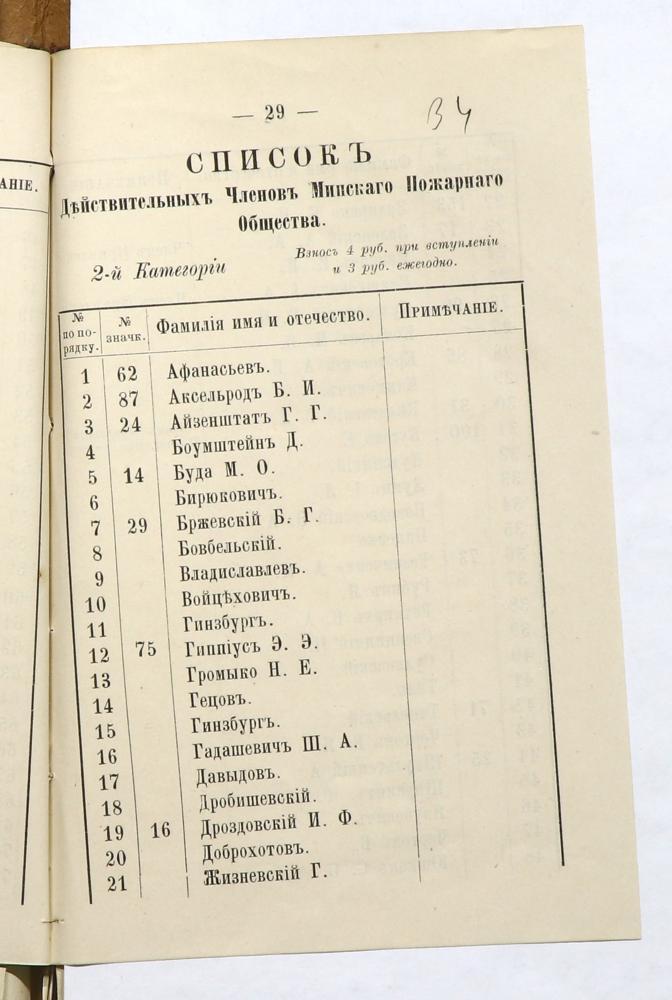 АНІЕ.
— 29 —
34
СПИСОКЪ
Дѣйствительныхъ Членовъ Минскаго Пожарнаго
Общества.
2-й Категоріи
Взносъ 4 руб. при вступленіи
и 3 руб. ежегодно.
№ по по-рядку. № значк. Фамилія имя и отечество. Примѣчаніе.
1 62 Афанасьевъ.
2 87 Аксельродъ Б. И.
3 24 Айзенштатъ Г. Г.
4 Боумштейнъ Д.
5 14 Буда М. О.
6 Бирюковичъ.
7 29 Бржевскій Б. Г.
8 Бовбельскій.
9 Владиславлевъ.
10 Войцѣховичъ.
11 Гинзбургъ.
12 75 Гиппіусъ Э. Э.
13 Громыко Н. Е.
14 Гецовъ.
15 Гинзбургъ.
16 Гадашевичъ Ш. А.
17 Давыдовъ.
18 Дробишевскій.
19 16 Дроздовскій И. Ф.
20 Доброхотовъ.
21 Жизневскій Г.